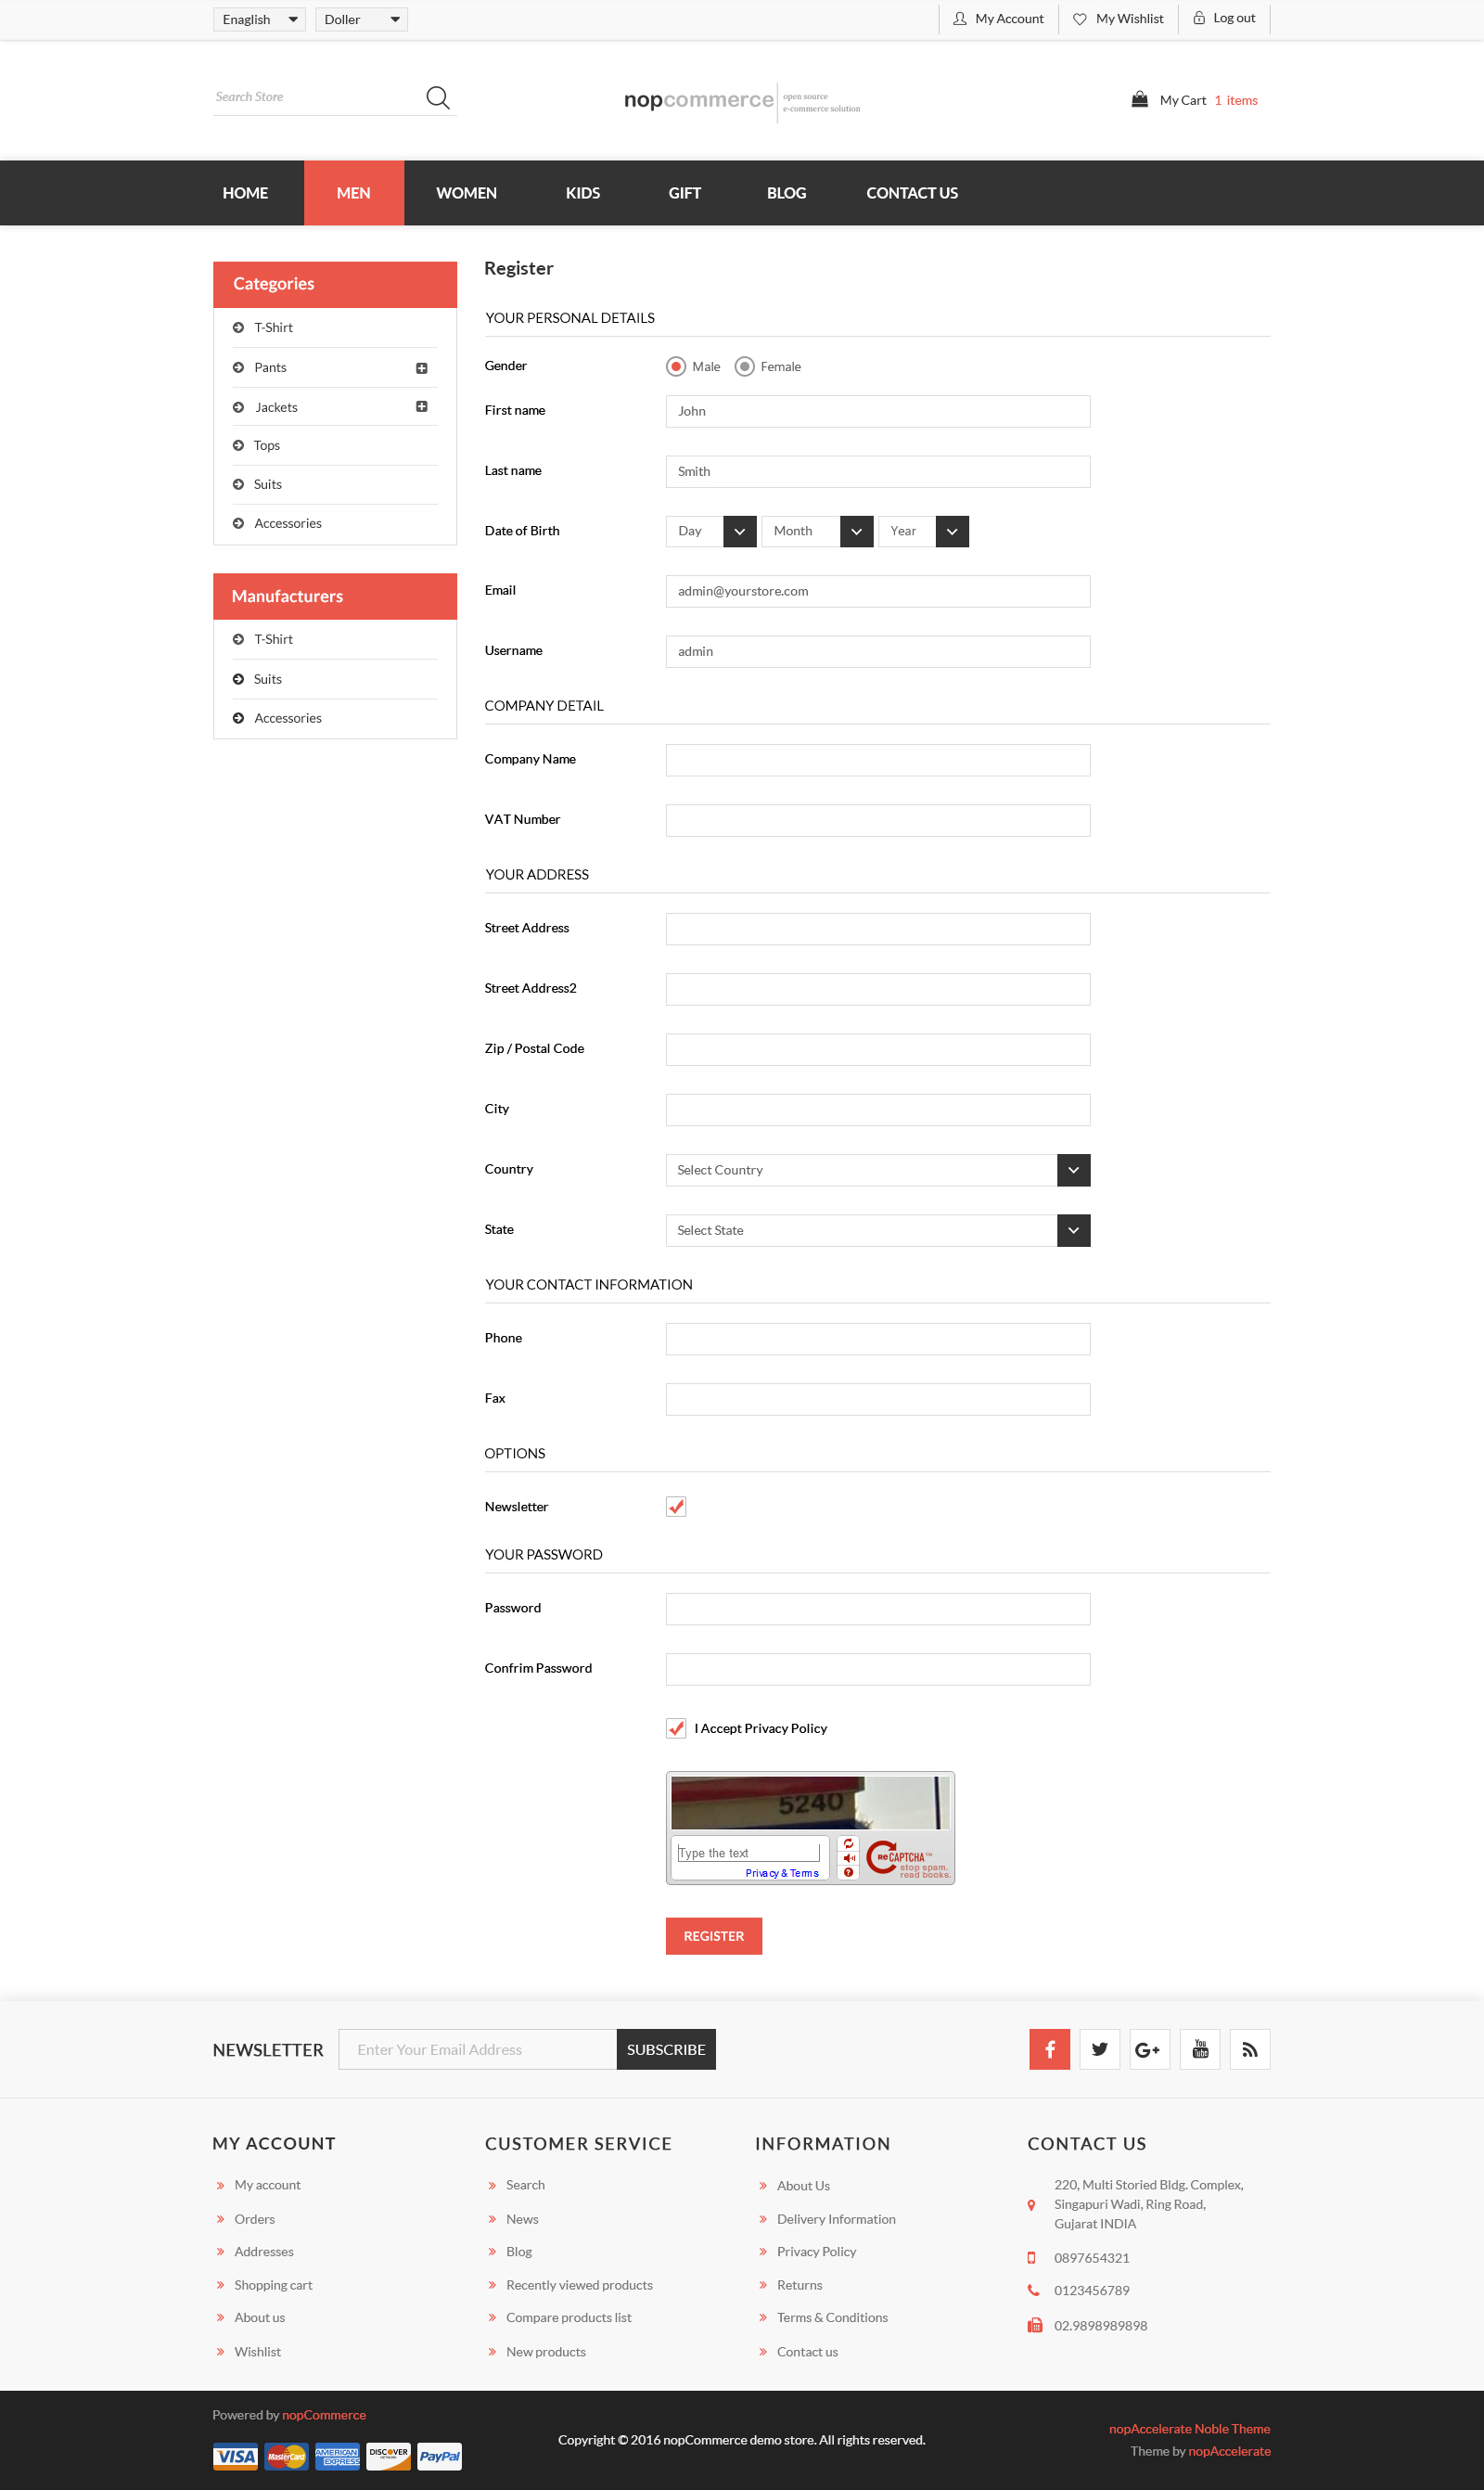 Enaglish
Doller
My Account
My Wishlist
Log out
Search Store
nopcommerce
open source
e-commerce solution
My Cart 1 items
HOME
MEN
WOMEN
KIDS
GIFT
BLOG
CONTACT US
Categories
T-Shirt
Pants
Jackets
Tops
Suits
Accessories
Manufacturers
T-Shirt
Suits
Accessories
Register
YOUR PERSONAL DETAILS
Gender
Male
Female
First name
John
Last name
Smith
Date of Birth
Day
Month
Year
Email
admin@yourstore.com
Username
admin
COMPANY DETAIL
Company Name
VAT Number
YOUR ADDRESS
Street Address
Street Address2
Zip / Postal Code
City
Country
Select Country
State
Select State
YOUR CONTACT INFORMATION
Phone
Fax
OPTIONS
Newsletter
YOUR PASSWORD
Password
Confrim Password
I Accept Privacy Policy
5240
Type the text
Privacy & Terms
reCAPTCHA™
stop spam.
read books.
REGISTER
NEWSLETTER
Enter Your Email Address
SUBSCRIBE
You Tube
MY ACCOUNT
My account
Orders
Addresses
Shopping cart
About us
Wishlist
CUSTOMER SERVICE
Search
News
Blog
Recently viewed products
Compare products list
New products
INFORMATION
About Us
Delivery Information
Privacy Policy
Returns
Terms & Conditions
Contact us
CONTACT US
220, Multi Storied Bldg. Complex,
Singapuri Wadi, Ring Road,
Gujarat INDIA
0897654321
0123456789
02.9898989898
Powered by nopCommerce
VISA
MasterCard
AMERICAN EXPRESS
DISCOVER NETWORK
PayPal
Copyright © 2016 nopCommerce demo store. All rights reserved.
nopAccelerate Noble Theme
Theme by nopAccelerate